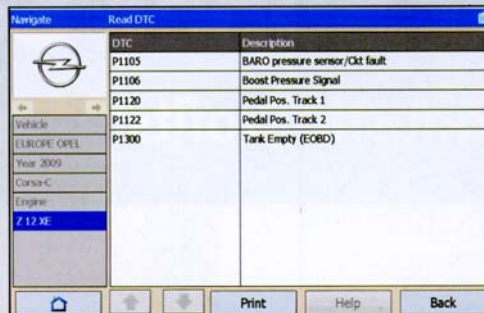 Navigate Read DTC
DTC Description
P1105 BARO pressure sensor/Ckt fault
P1106 Boost Pressure Signal
P1120 Pedal Pos. Track 1
P1122 Pedal Pos. Track 2
P1300 Tank Empty (EOBD)
Vehicle
EUROPE OPEL
Year 2009
Corsa-C
Engine
Z 12 XE
Print Help Back